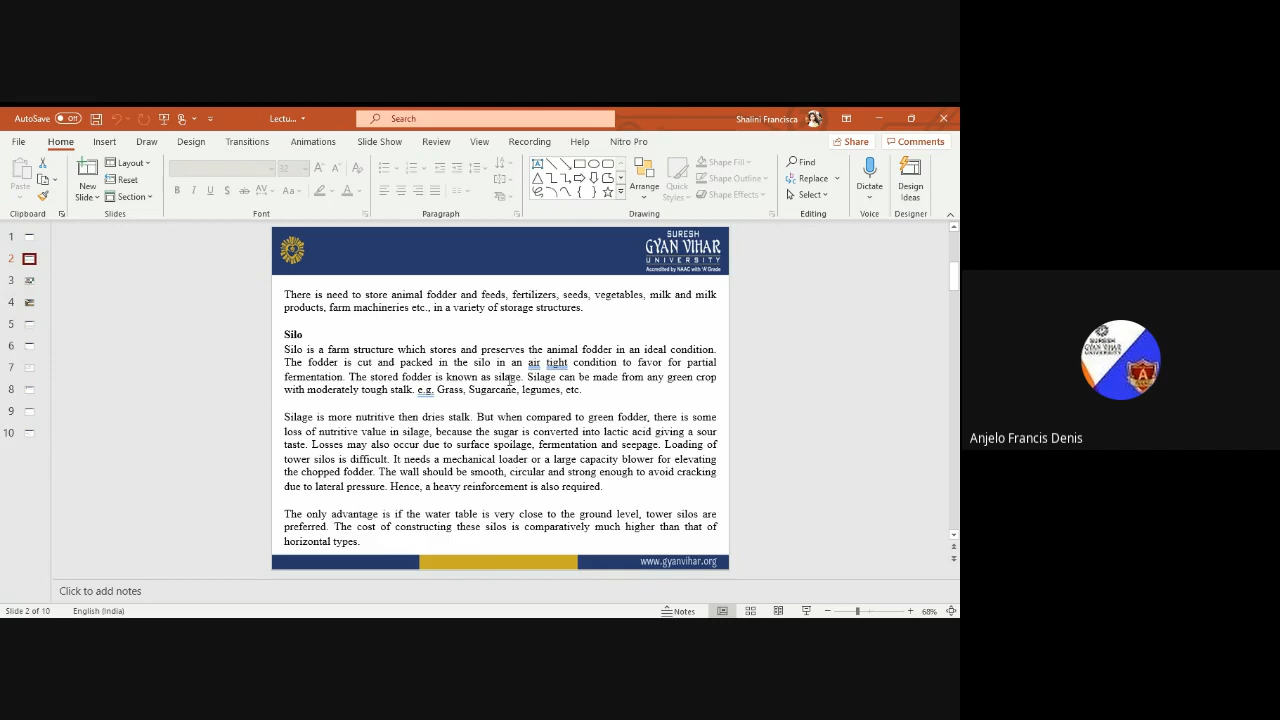 AutoSave Off Lectu... Search Shalini Francisca
File Home Insert Draw Design Transitions Animations Slide Show Review View Recording Help Nitro Pro Share Comments
Paste New Slide Layout Reset Section 32 Arrange Quick Styles Shape Fill Shape Outline Shape Effects Find Replace Select Dictate Design Ideas
Clipboard Slides Font Paragraph Drawing Editing Voice Designer
1
2
3
4
5
6
7
8
9
10
SURESH
GYAN VIHAR
UNIVERSITY
Accredited by NAAC with 'A' Grade
There is need to store animal fodder and feeds, fertilizers, seeds, vegetables, milk and milk
products, farm machineries etc., in a variety of storage structures.
Silo
Silo is a farm structure which stores and preserves the animal fodder in an ideal condition.
The fodder is cut and packed in the silo in an air tight condition to favor for partial
fermentation. The stored fodder is known as silage. Silage can be made from any green crop
with moderately tough stalk. e.g. Grass, Sugarcane, legumes, etc.
Silage is more nutritive then dries stalk. But when compared to green fodder, there is some
loss of nutritive value in silage, because the sugar is converted into lactic acid giving a sour
taste. Losses may also occur due to surface spoilage, fermentation and seepage. Loading of
tower silos is difficult. It needs a mechanical loader or a large capacity blower for elevating
the chopped fodder. The wall should be smooth, circular and strong enough to avoid cracking
due to lateral pressure. Hence, a heavy reinforcement is also required.
The only advantage is if the water table is very close to the ground level, tower silos are
preferred. The cost of constructing these silos is comparatively much higher than that of
horizontal types.
www.gyanvihar.org
Click to add notes
Slide 2 of 10 English (India) Notes 68%
Anjelo Francis Denis